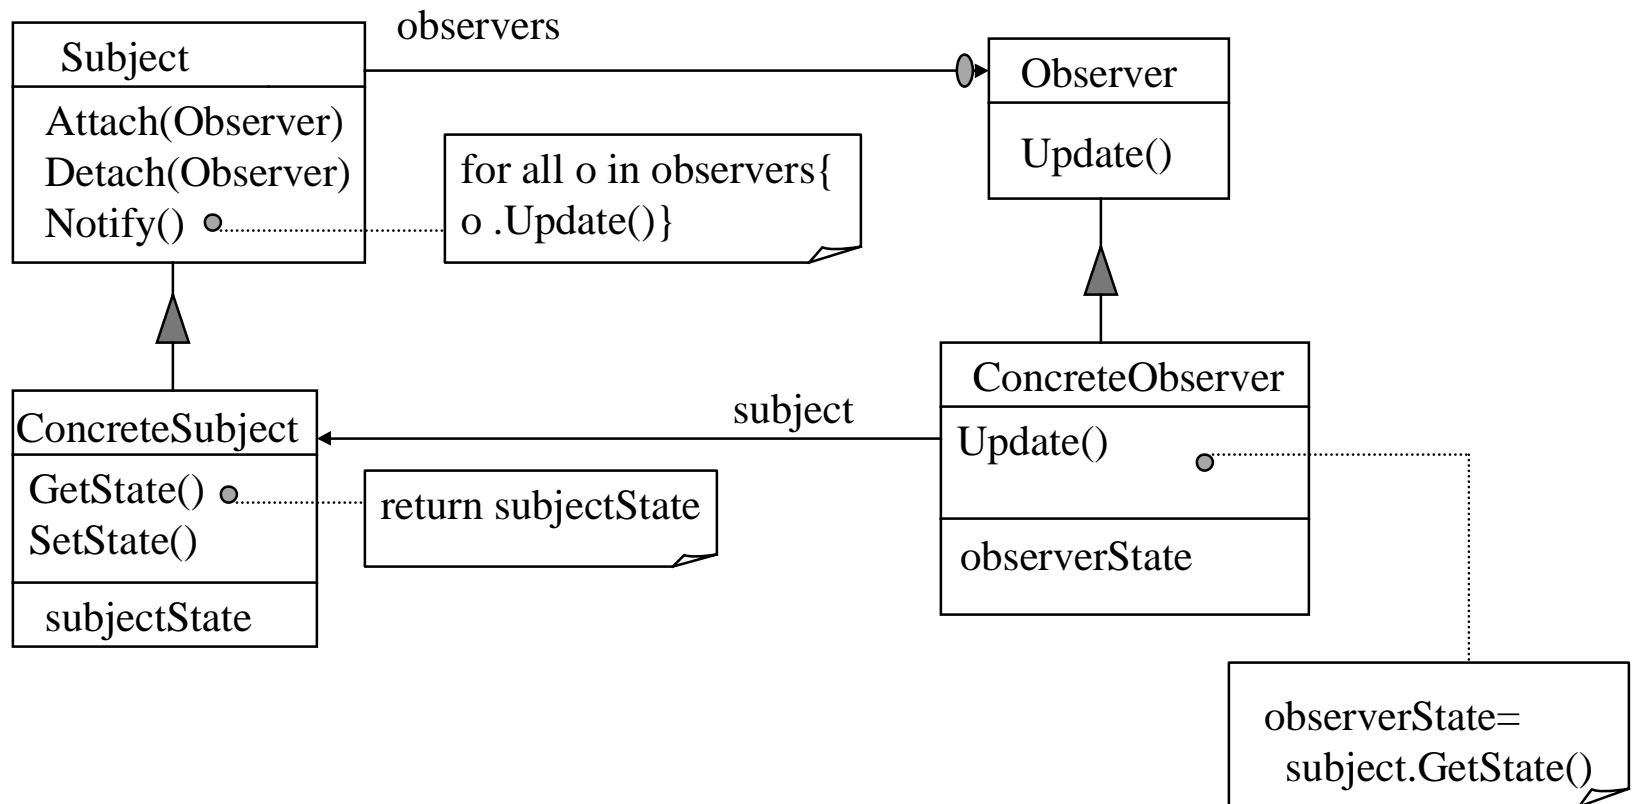 observers
Subject
Attach(Observer)
Detach(Observer)
Notify()
for all o in observers{
o .Update()}
Observer
Update()
ConcreteSubject
GetState()
SetState()
subjectState
return subjectState
subject
ConcreteObserver
Update()
observerState
observerState=
subject.GetState()